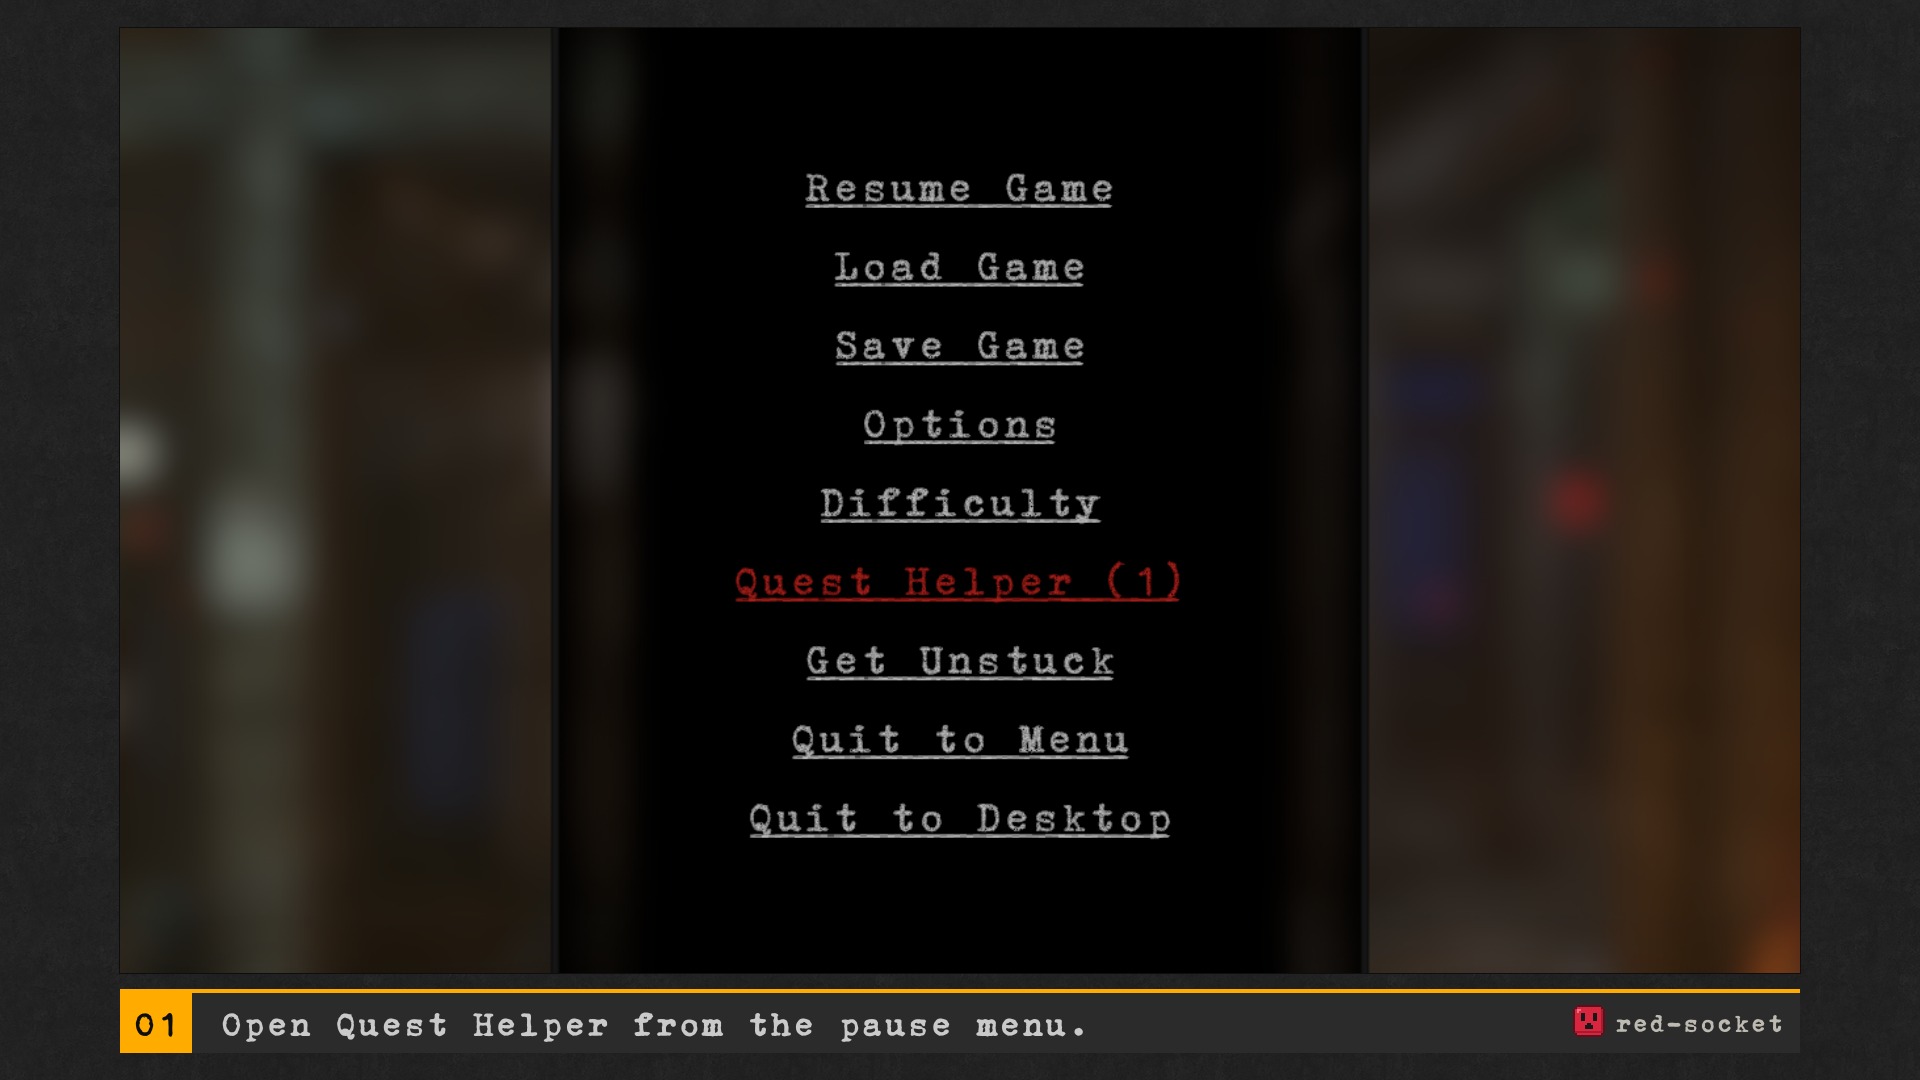 Resume Game
Load Game
Save Game
Options
Difficulty
Quest Helper (1)
Get Unstuck
Quit to Menu
Quit to Desktop
01 Open Quest Helper from the pause menu. red-socket